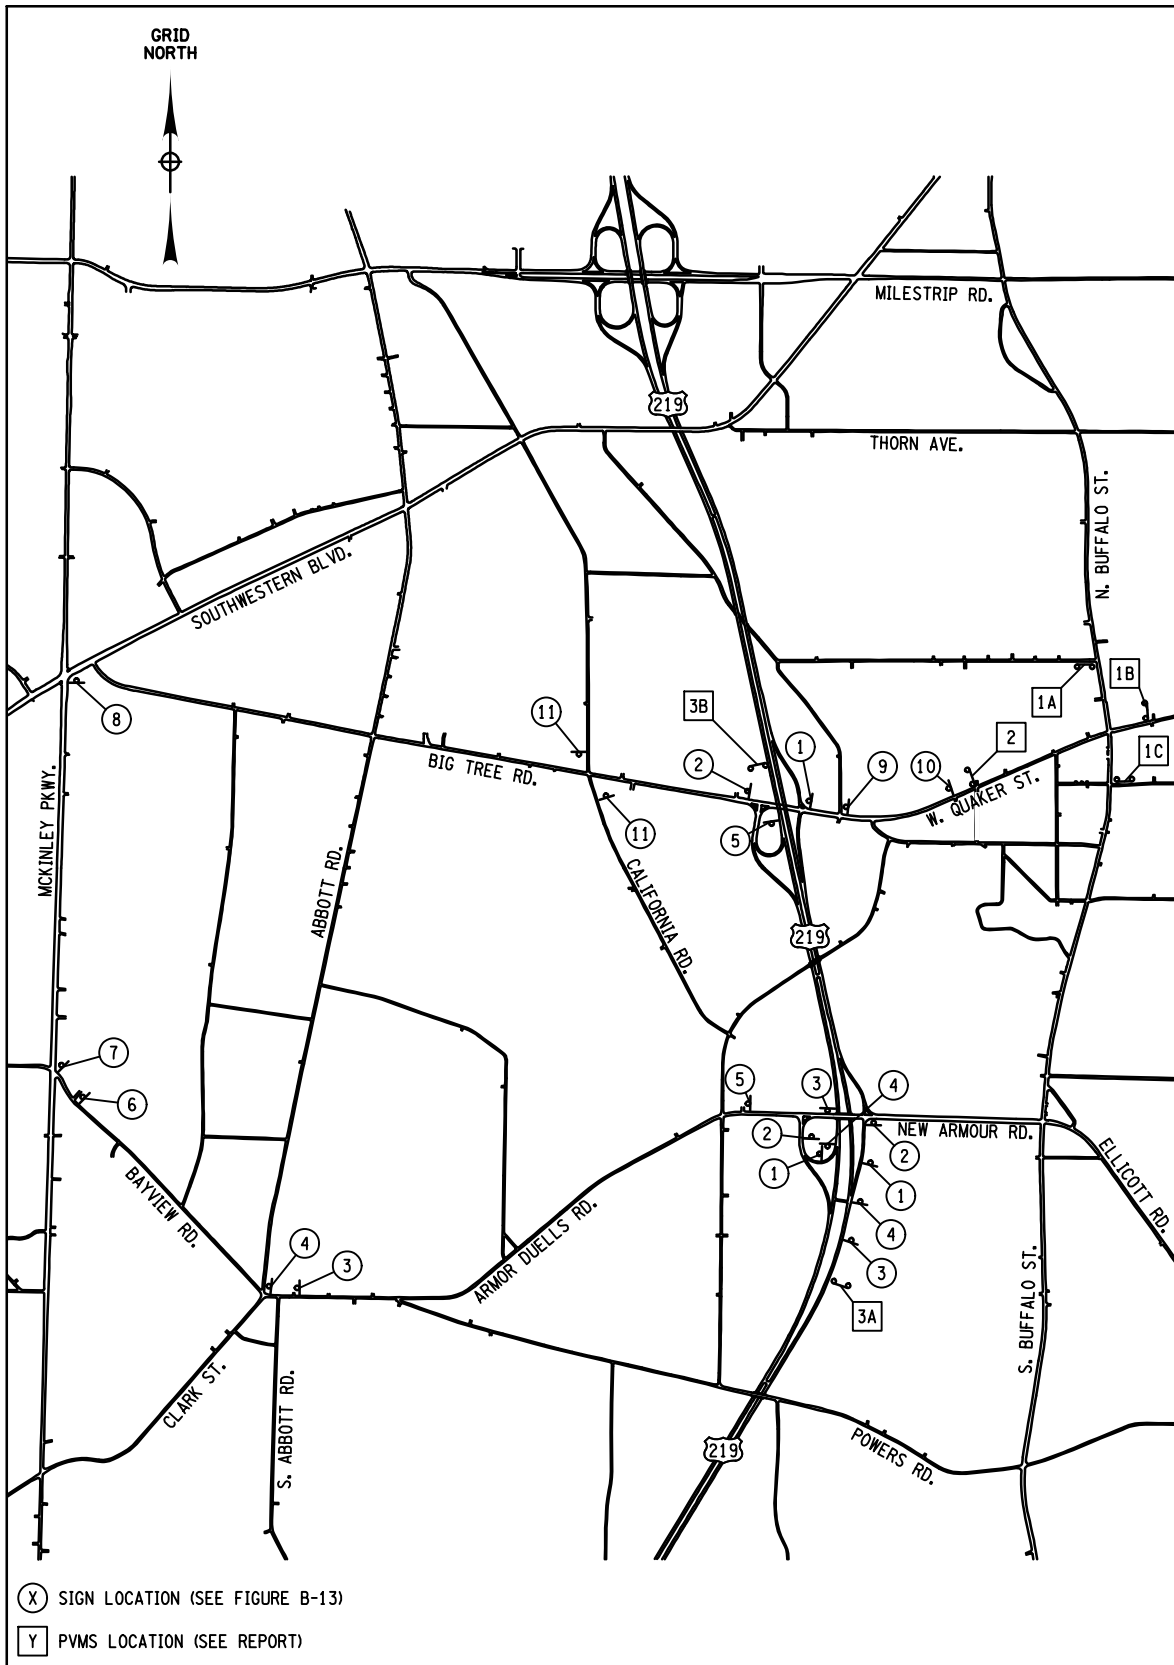 GRID
NORTH
MILESTRIP RD.
219
THORN AVE.
N. BUFFALO ST.
SOUTHWESTERN BLVD.
1A
1B
8
11
3B
2
1
9
10
2
1C
BIG TREE RD.
W. QUAKER ST.
MCKINLEY PKWY.
5
11
ABBOTT RD.
CALIFORNIA RD.
219
7
6
5
3
4
NEW ARMOUR RD.
2
2
1
1
ELLICOTT RD.
BAYVIEW RD.
4
4
3
3
ARMOR DUELLS RD.
3A
S. BUFFALO ST.
CLARK ST.
S. ABBOTT RD.
219
POWERS RD.
X SIGN LOCATION (SEE FIGURE B-13)
Y PVMS LOCATION (SEE REPORT)